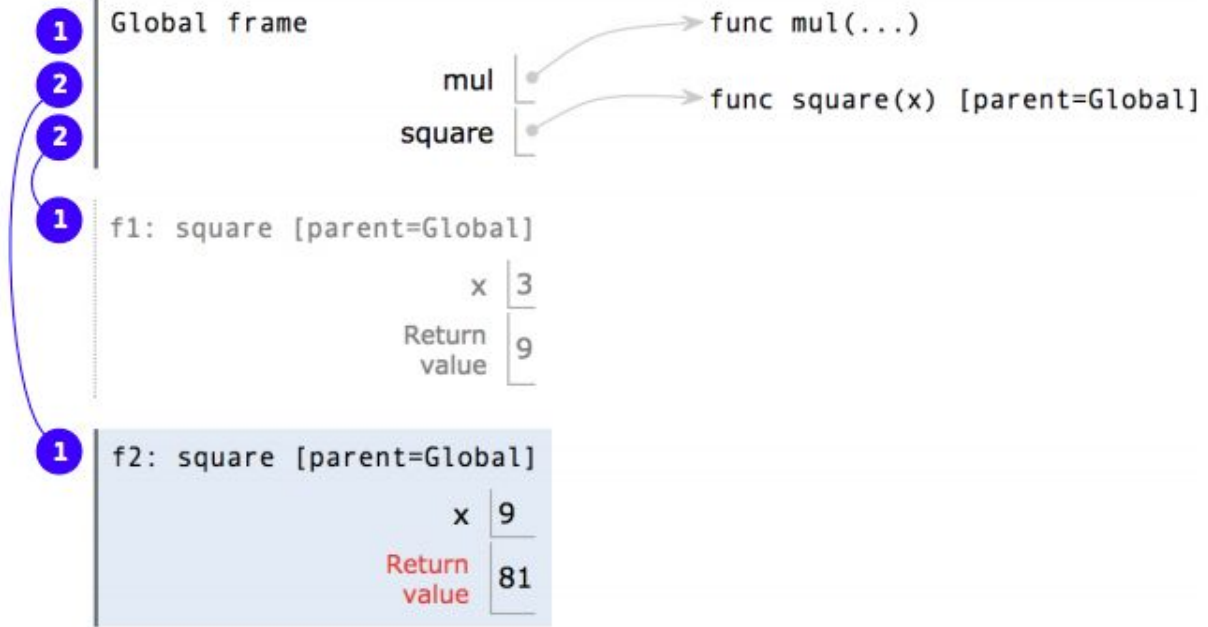 1 Global frame func mul(...)
2 mul func square(x) [parent=Global]
2 square
1 f1: square [parent=Global]
x 3
Return
value 9
1 f2: square [parent=Global]
x 9
Return
value 81